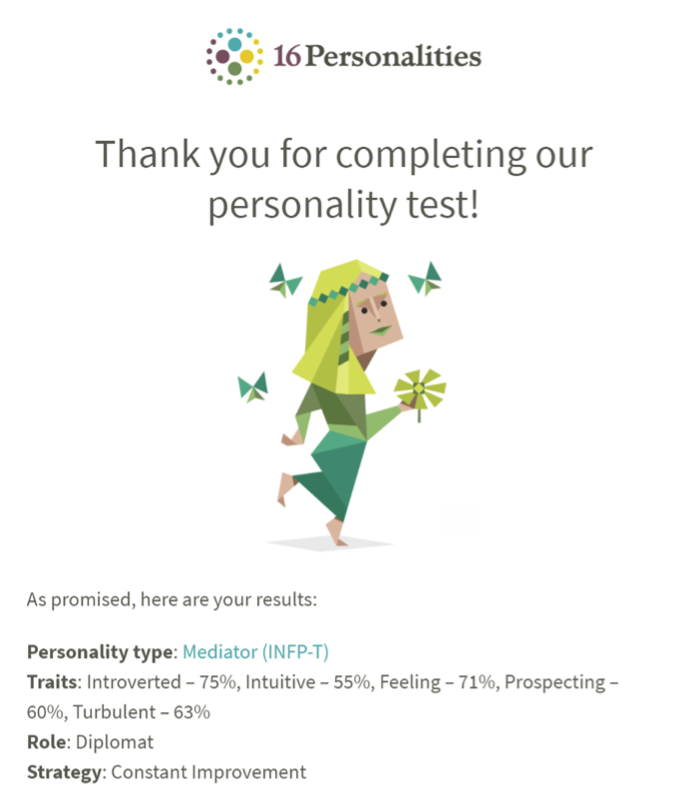 16Personalities
Thank you for completing our
personality test!
As promised, here are your results:
Personality type: Mediator (INFP-T)
Traits: Introverted – 75%, Intuitive – 55%, Feeling – 71%, Prospecting –
60%, Turbulent – 63%
Role: Diplomat
Strategy: Constant Improvement